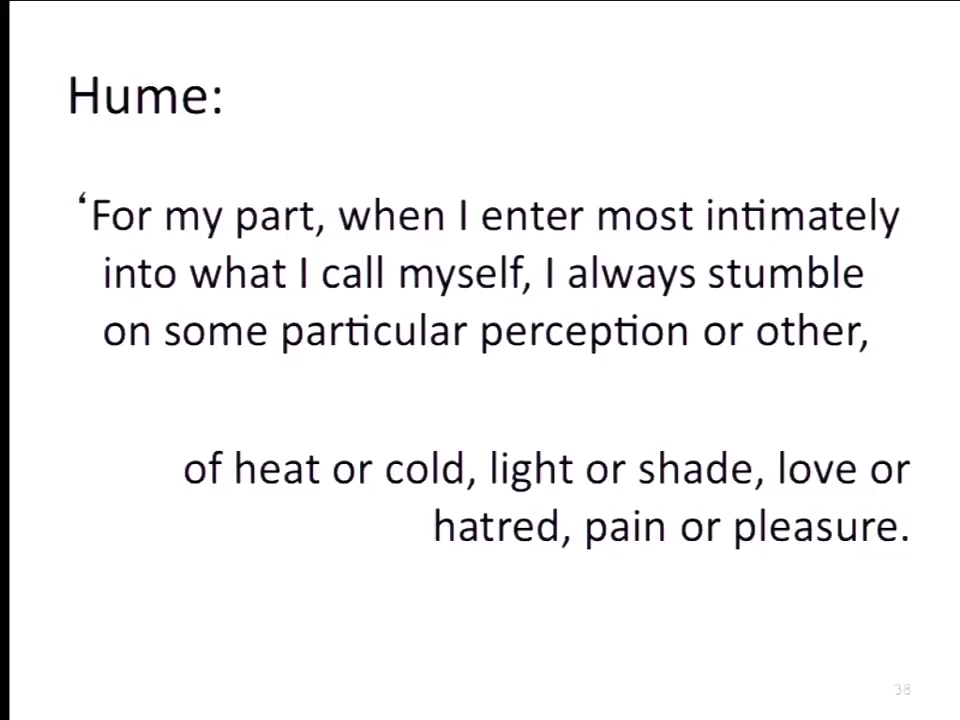 Hume:
‘For my part, when I enter most intimately
into what I call myself, I always stumble
on some particular perception or other,
of heat or cold, light or shade, love or
hatred, pain or pleasure.
38